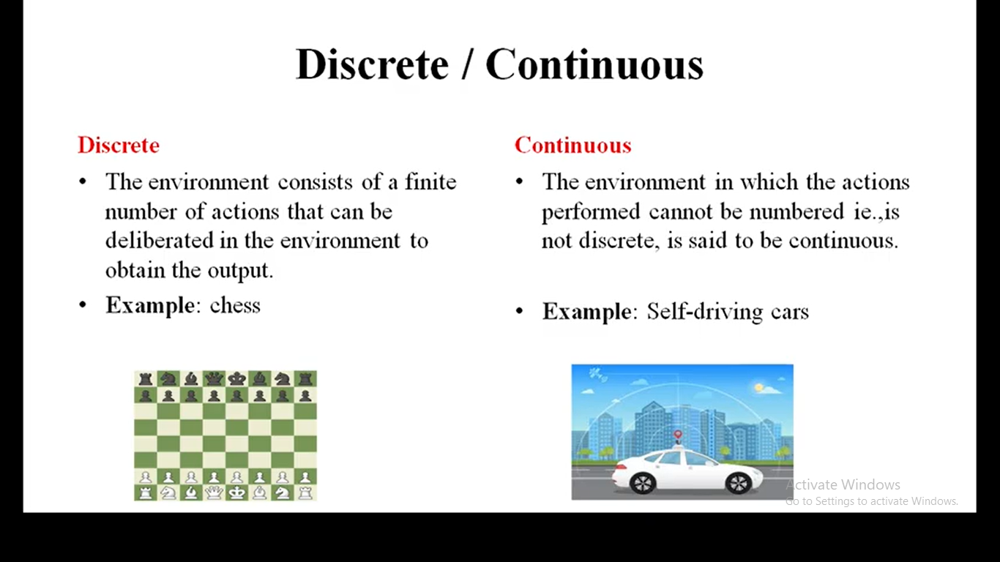 Discrete / Continuous
Discrete
• The environment consists of a finite
number of actions that can be
deliberated in the environment to
obtain the output.
• Example: chess
Continuous
• The environment in which the actions
performed cannot be numbered ie.,is
not discrete, is said to be continuous.
• Example: Self-driving cars
Activate Windows
Go to Settings to activate Windows.